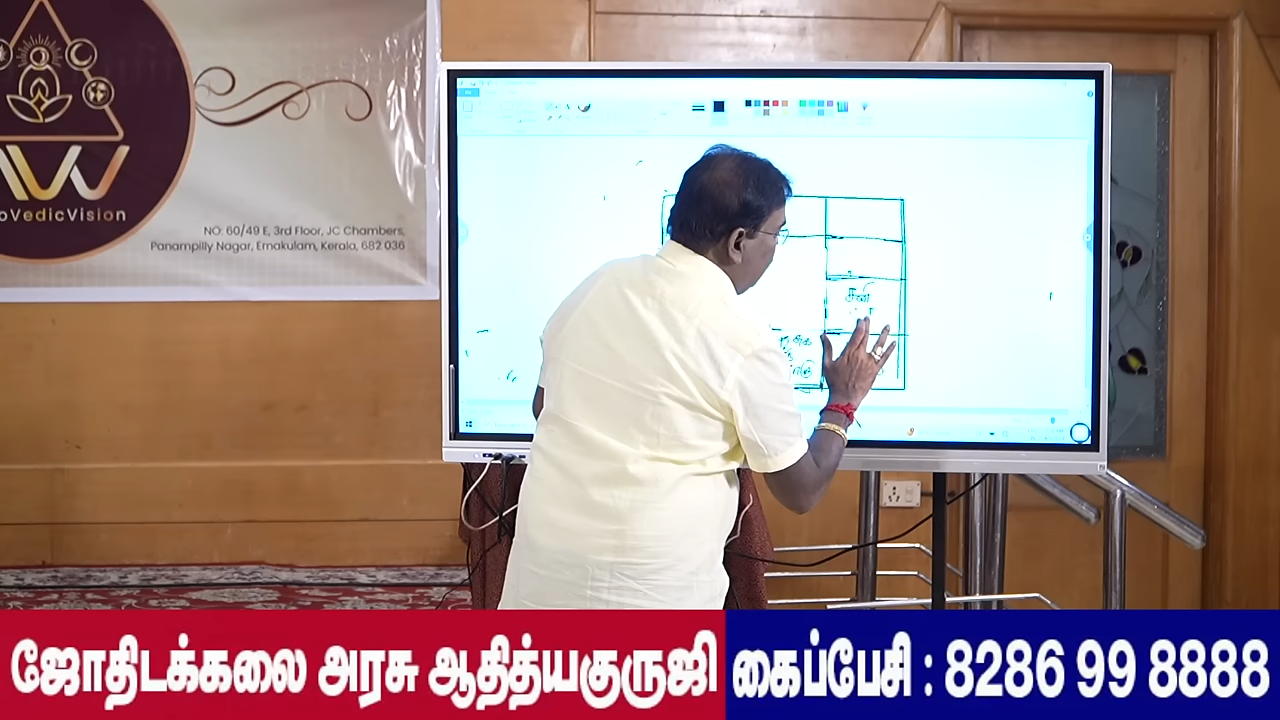 VedicVision
NO: 60/49 E, 3rd Floor, JC Chambers,
Panampilly Nagar, Ernakulam, Kerala, 682 036
சனி
ஜோதிடக்கலை அரசு ஆதித்யகுருஜி
கைப்பேசி : 8286 99 8888